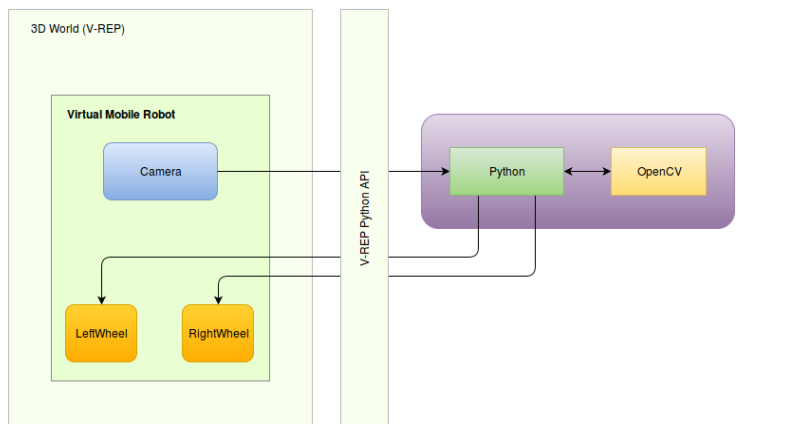 3D World (V-REP)
Virtual Mobile Robot
Camera
V-REP Python API
Python
OpenCV
LeftWheel
RightWheel